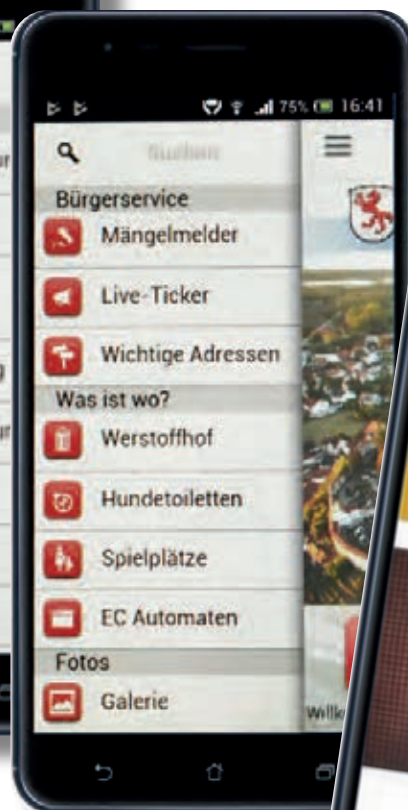 75% 16:41
Suchen
Bürgerservice
Mängelmelder
Live-Ticker
Wichtige Adressen
Was ist wo?
Werstoffhof
Hundetoiletten
Spielplätze
EC Automaten
Fotos
Galerie